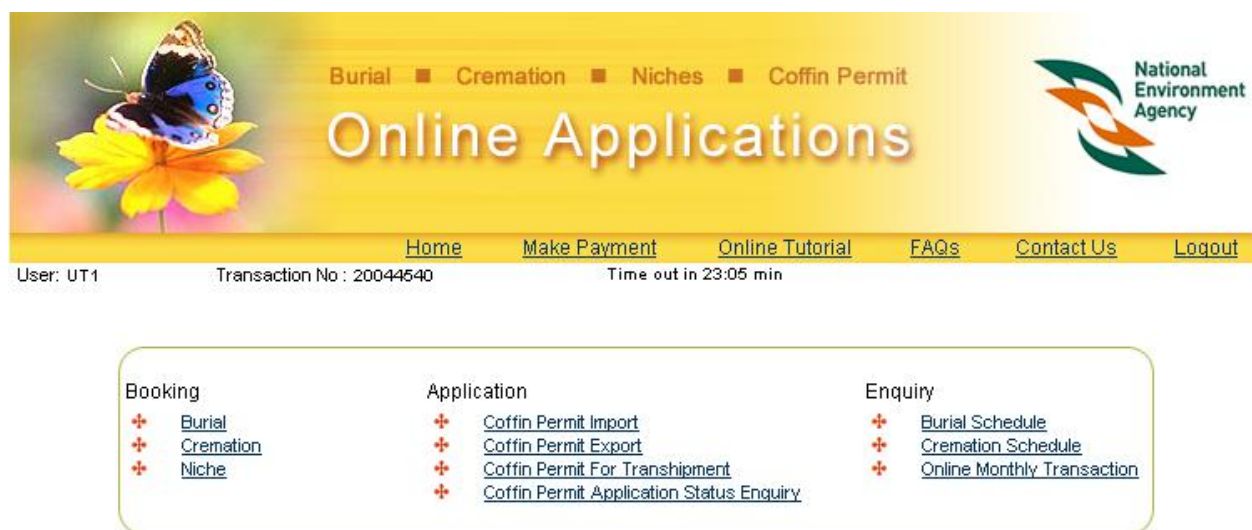 Burial ■ Cremation ■ Niches ■ Coffin Permit
Online Applications
National
Environment
Agency
Home Make Payment Online Tutorial FAQs Contact Us Logout
User: UT1 Transaction No : 20044540 Time out in 23:05 min
Booking
Burial
Cremation
Niche
Application
Coffin Permit Import
Coffin Permit Export
Coffin Permit For Transhipment
Coffin Permit Application Status Enquiry
Enquiry
Burial Schedule
Cremation Schedule
Online Monthly Transaction